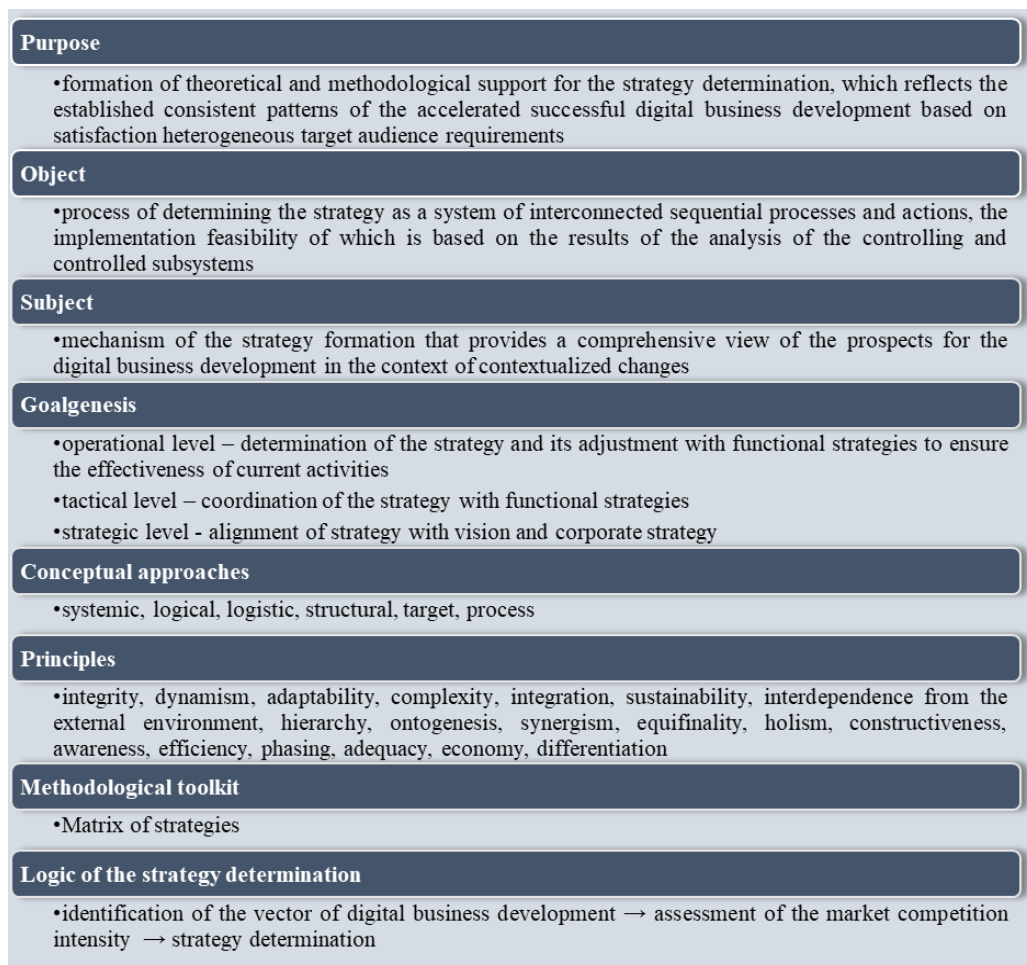 Purpose
•formation of theoretical and methodological support for the strategy determination, which reflects the
established consistent patterns of the accelerated successful digital business development based on
satisfaction heterogeneous target audience requirements
Object
•process of determining the strategy as a system of interconnected sequential processes and actions, the
implementation feasibility of which is based on the results of the analysis of the controlling and
controlled subsystems
Subject
•mechanism of the strategy formation that provides a comprehensive view of the prospects for the
digital business development in the context of contextualized changes
Goalgenesis
•operational level – determination of the strategy and its adjustment with functional strategies to ensure
the effectiveness of current activities
•tactical level – coordination of the strategy with functional strategies
•strategic level - alignment of strategy with vision and corporate strategy
Conceptual approaches
•systemic, logical, logistic, structural, target, process
Principles
•integrity, dynamism, adaptability, complexity, integration, sustainability, interdependence from the
external environment, hierarchy, ontogenesis, synergism, equifinality, holism, constructiveness,
awareness, efficiency, phasing, adequacy, economy, differentiation
Methodological toolkit
•Matrix of strategies
Logic of the strategy determination
•identification of the vector of digital business development → assessment of the market competition
intensity → strategy determination